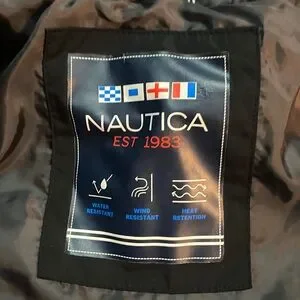 NAUTICA
EST 1983
WATER WIND HEAT
RESISTANT RESISTANT RETENTION